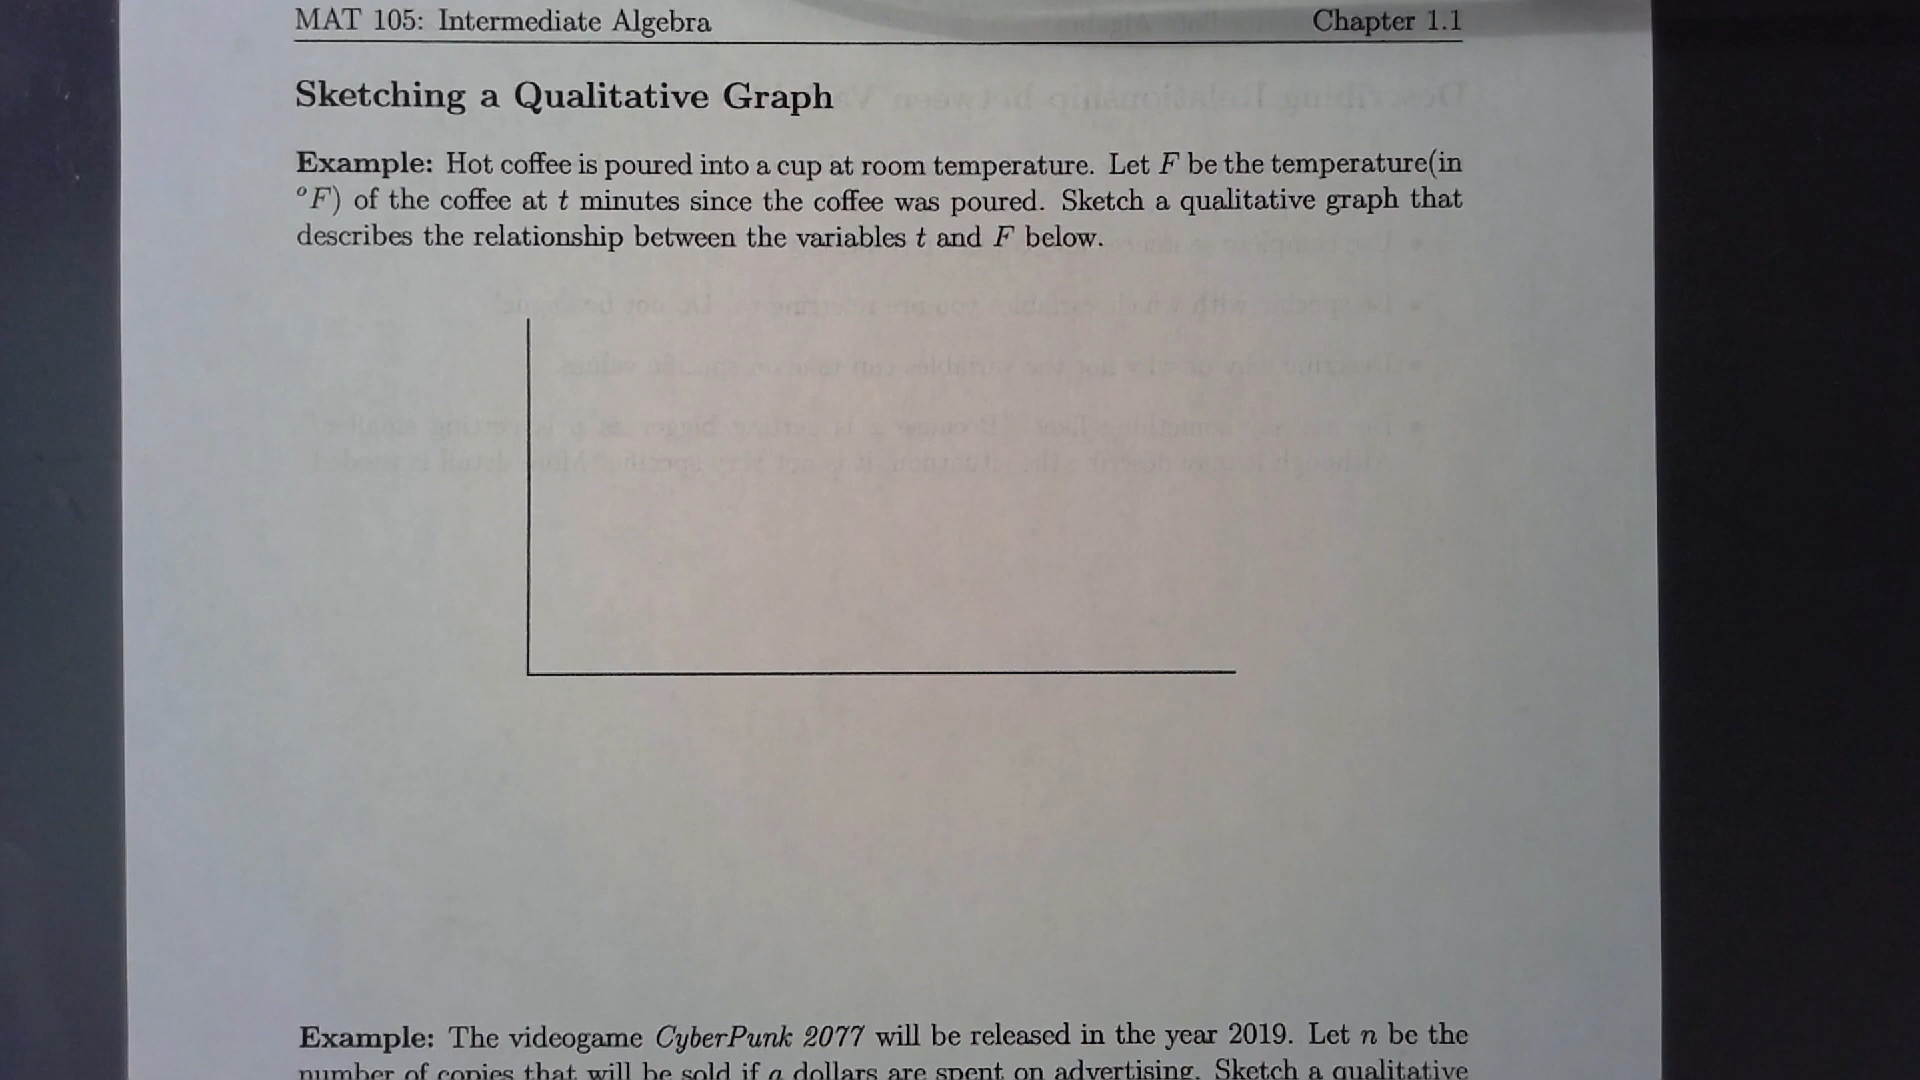 MAT 105: Intermediate Algebra Chapter 1.1
Sketching a Qualitative Graph
Example: Hot coffee is poured into a cup at room temperature. Let F be the temperature(in
°F) of the coffee at t minutes since the coffee was poured. Sketch a qualitative graph that
describes the relationship between the variables t and F below.
Example: The videogame CyberPunk 2077 will be released in the year 2019. Let n be the
number of copies that will be sold if a dollars are spent on advertising. Sketch a qualitative